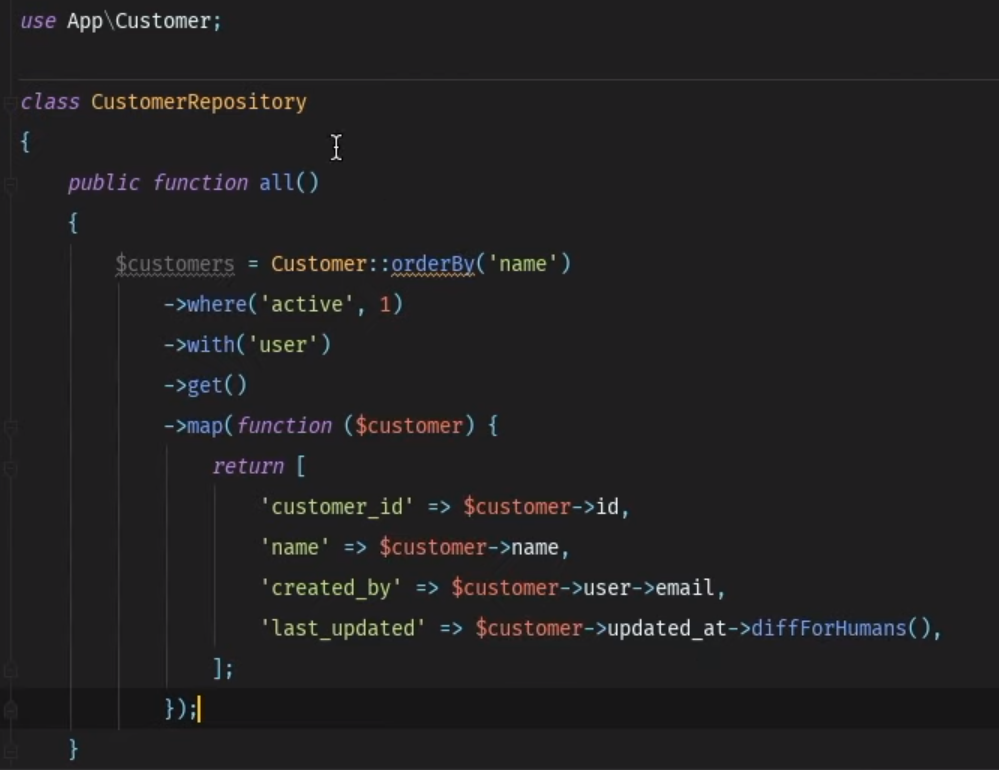 use App\Customer;
class CustomerRepository
{
    public function all()
    {
        $customers = Customer::orderBy('name')
            ->where('active', 1)
            ->with('user')
            ->get()
            ->map(function ($customer) {
                return [
                    'customer_id' => $customer->id,
                    'name' => $customer->name,
                    'created_by' => $customer->user->email,
                    'last_updated' => $customer->updated_at->diffForHumans(),
                ];
            });
    }